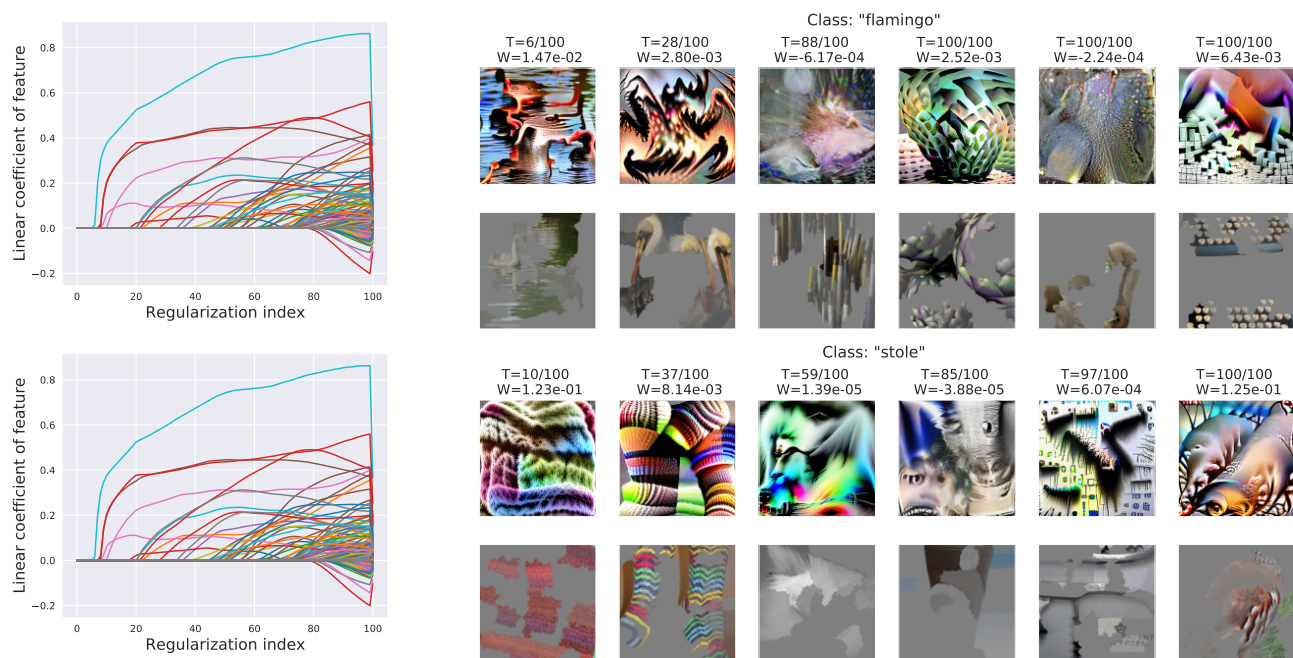 Linear coefficient of feature
0.8
0.6
0.4
0.2
0.0
−0.2
0 20 40 60 80 100
Regularization index
Class: "flamingo"
T=6/100 T=28/100 T=88/100 T=100/100 T=100/100 T=100/100
W=1.47e-02 W=2.80e-03 W=-6.17e-04 W=2.52e-03 W=-2.24e-04 W=6.43e-03
Linear coefficient of feature
0.8
0.6
0.4
0.2
0.0
−0.2
0 20 40 60 80 100
Regularization index
Class: "stole"
T=10/100 T=37/100 T=59/100 T=85/100 T=97/100 T=100/100
W=1.23e-01 W=8.14e-03 W=1.39e-05 W=-3.88e-05 W=6.07e-04 W=1.25e-01